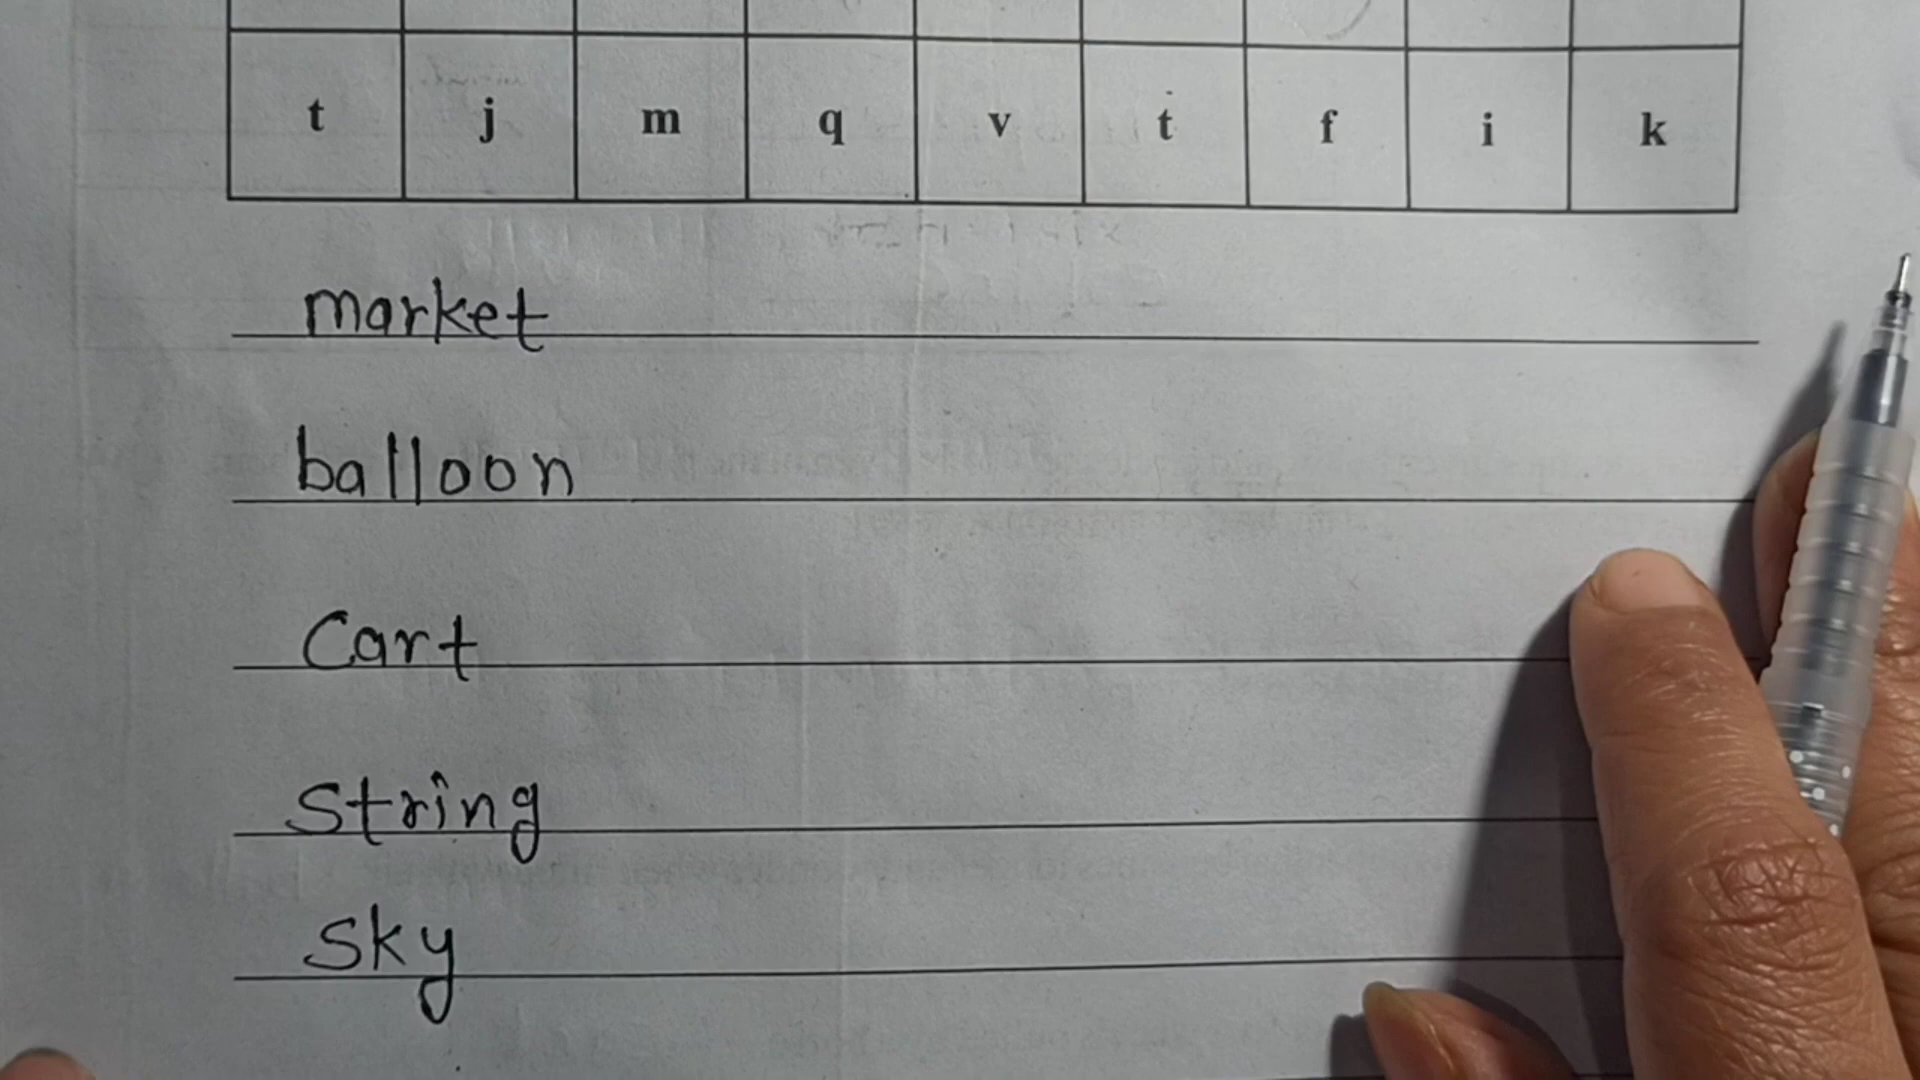 t j m q v t f i k
market
balloon
Cart
String
Sky